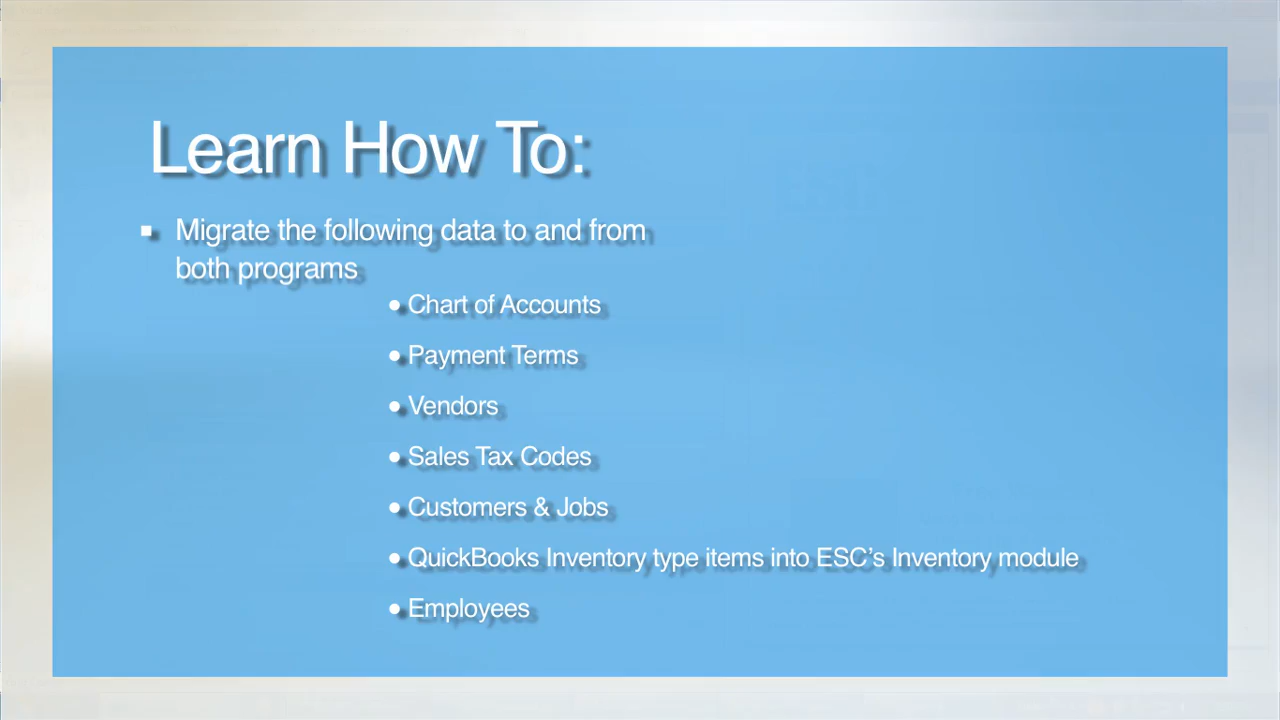 Learn How To:
▪ Migrate the following data to and from
both programs
• Chart of Accounts
• Payment Terms
• Vendors
• Sales Tax Codes
• Customers & Jobs
• QuickBooks Inventory type items into ESC’s Inventory module
• Employees